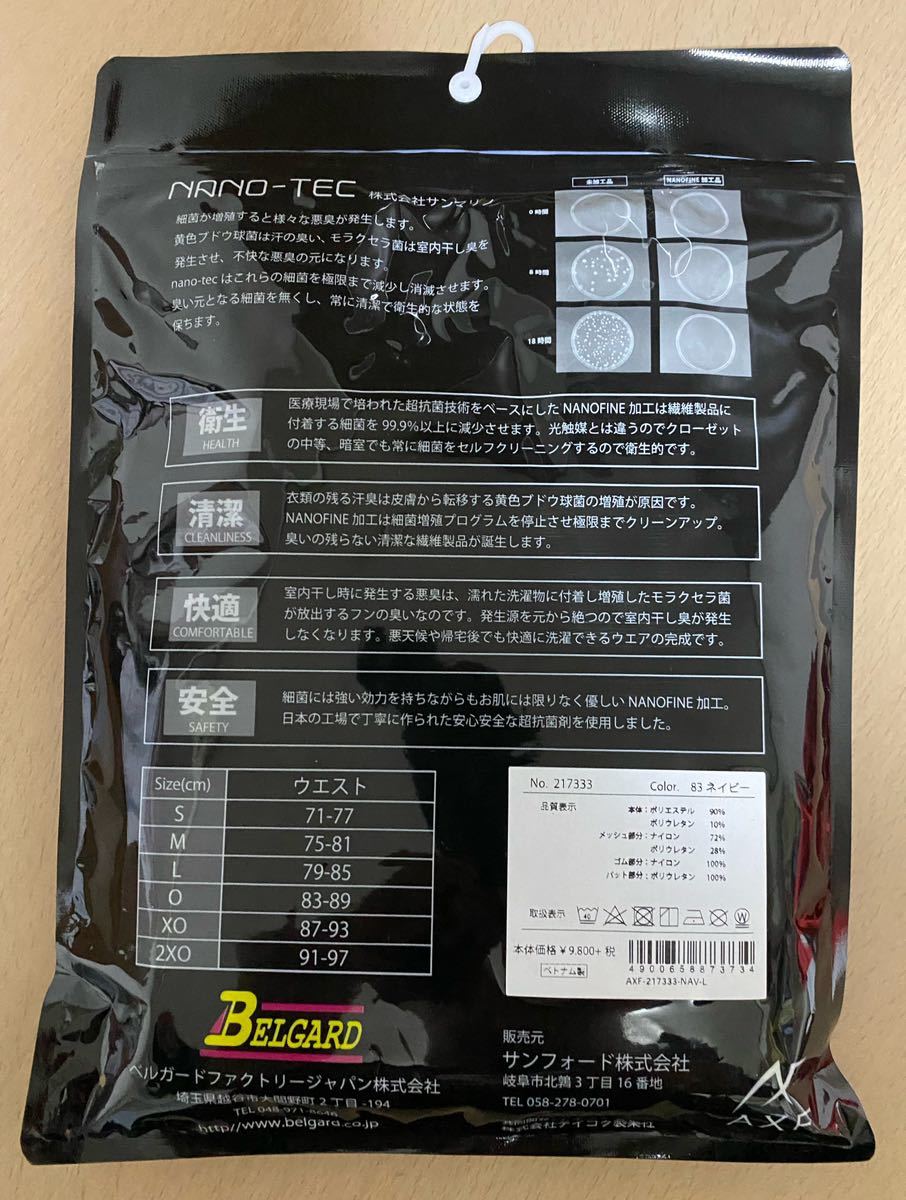 NANO-TEC 株式会社サンマリノ
細菌が増殖すると様々な悪臭が発生します。
黄色ブドウ球菌は汗の臭い、モラクセラ菌は室内干し臭を
発生させ、不快な悪臭の元になります。
nano-tec はこれらの細菌を極限まで減少し消滅させます。
臭い元となる細菌を無くし、常に清潔で衛生的な状態を
保ちます。
未加工品 NANOFINE 加工品
0 時間
8 時間
18 時間
衛生
HEALTH
医療現場で培われた超抗菌技術をベースにした NANOFINE 加工は繊維製品に
付着する細菌を 99.9%以上に減少させます。光触媒とは違うのでクローゼット
の中等、暗室でも常に細菌をセルフクリーニングするので衛生的です。
清潔
CLEANLINESS
衣類の残る汗臭は皮膚から転移する黄色ブドウ球菌の増殖が原因です。
NANOFINE 加工は細菌増殖プログラムを停止させ極限までクリーンアップ。
臭いの残らない清潔な繊維製品が誕生します。
快適
COMFORTABLE
室内干し時に発生する悪臭は、濡れた洗濯物に付着し増殖したモラクセラ菌
が放出するフンの臭いなのです。発生源を元から絶つので室内干し臭が発生
しなくなります。悪天候や帰宅後でも快適に洗濯できるウエアの完成です。
安全
SAFETY
細菌には強い効力を持ちながらもお肌には限りなく優しい NANOFINE 加工。
日本の工場で丁寧に作られた安心安全な超抗菌剤を使用しました。
Size(cm) ウエスト
S 71-77
M 75-81
L 79-85
O 83-89
XO 87-93
2XO 91-97
No. 217333 Color. 83 ネイビー
品質表示 本体：ポリエステル 90%
ポリウレタン 10%
メッシュ部分：ナイロン 72%
ポリウレタン 28%
ゴム部分：ナイロン 100%
パット部分：ポリウレタン 100%
取扱表示 40 W
本体価格 ¥ 9.800+ 税
ベトナム製
4900658873734
AXF-217333-NAV-L
BELGARD
ベルガードファクトリージャパン株式会社
埼玉県越谷市大間野町 2 丁目 -194
TEL 048-971-8646
http//www.belgard.co.jp
販売元
サンフォード株式会社
岐阜市北鶉 3 丁目 16 番地
TEL 058-278-0701
株式会社テイコク製薬社
AXF